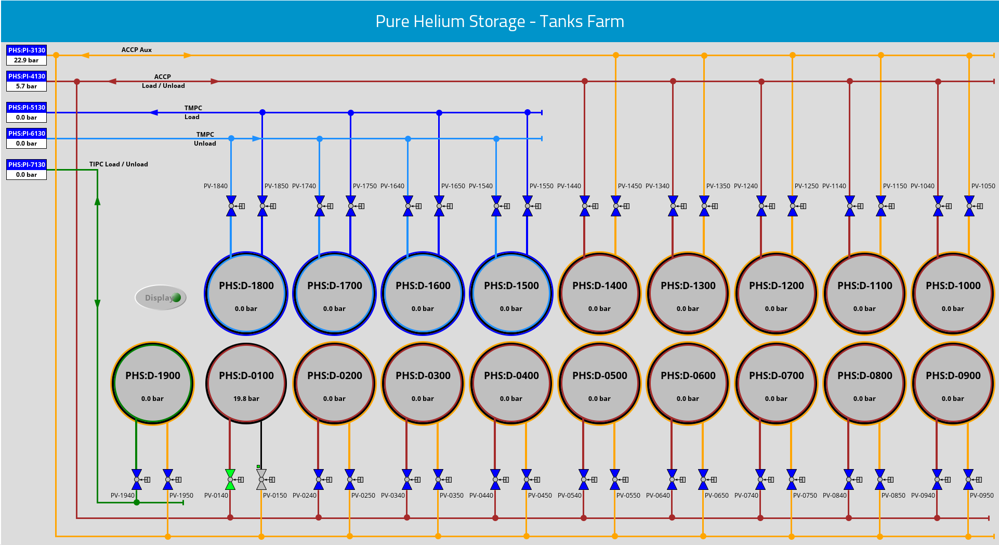 Pure Helium Storage - Tanks Farm
PHS:PI-3130
22.9 bar
ACCP Aux
PHS:PI-4130
5.7 bar
ACCP
Load / Unload
PHS:PI-5130
0.0 bar
TMPC
Load
PHS:PI-6130
0.0 bar
TMPC
Unload
PHS:PI-7130
0.0 bar
TIPC Load / Unload
PV-1840 PV-1850 PV-1740 PV-1750 PV-1640 PV-1650 PV-1540 PV-1550 PV-1440 PV-1450 PV-1340 PV-1350 PV-1240 PV-1250 PV-1140 PV-1150 PV-1040 PV-1050
PHS:D-1800 PHS:D-1700 PHS:D-1600 PHS:D-1500 PHS:D-1400 PHS:D-1300 PHS:D-1200 PHS:D-1100 PHS:D-1000
Display
0.0 bar 0.0 bar 0.0 bar 0.0 bar 0.0 bar 0.0 bar 0.0 bar 0.0 bar 0.0 bar
PHS:D-1900 PHS:D-0100 PHS:D-0200 PHS:D-0300 PHS:D-0400 PHS:D-0500 PHS:D-0600 PHS:D-0700 PHS:D-0800 PHS:D-0900
0.0 bar 19.8 bar 0.0 bar 0.0 bar 0.0 bar 0.0 bar 0.0 bar 0.0 bar 0.0 bar 0.0 bar
PV-1940 PV-1950 PV-0140 PV-0150 PV-0240 PV-0250 PV-0340 PV-0350 PV-0440 PV-0450 PV-0540 PV-0550 PV-0640 PV-0650 PV-0740 PV-0750 PV-0840 PV-0850 PV-0940 PV-0950